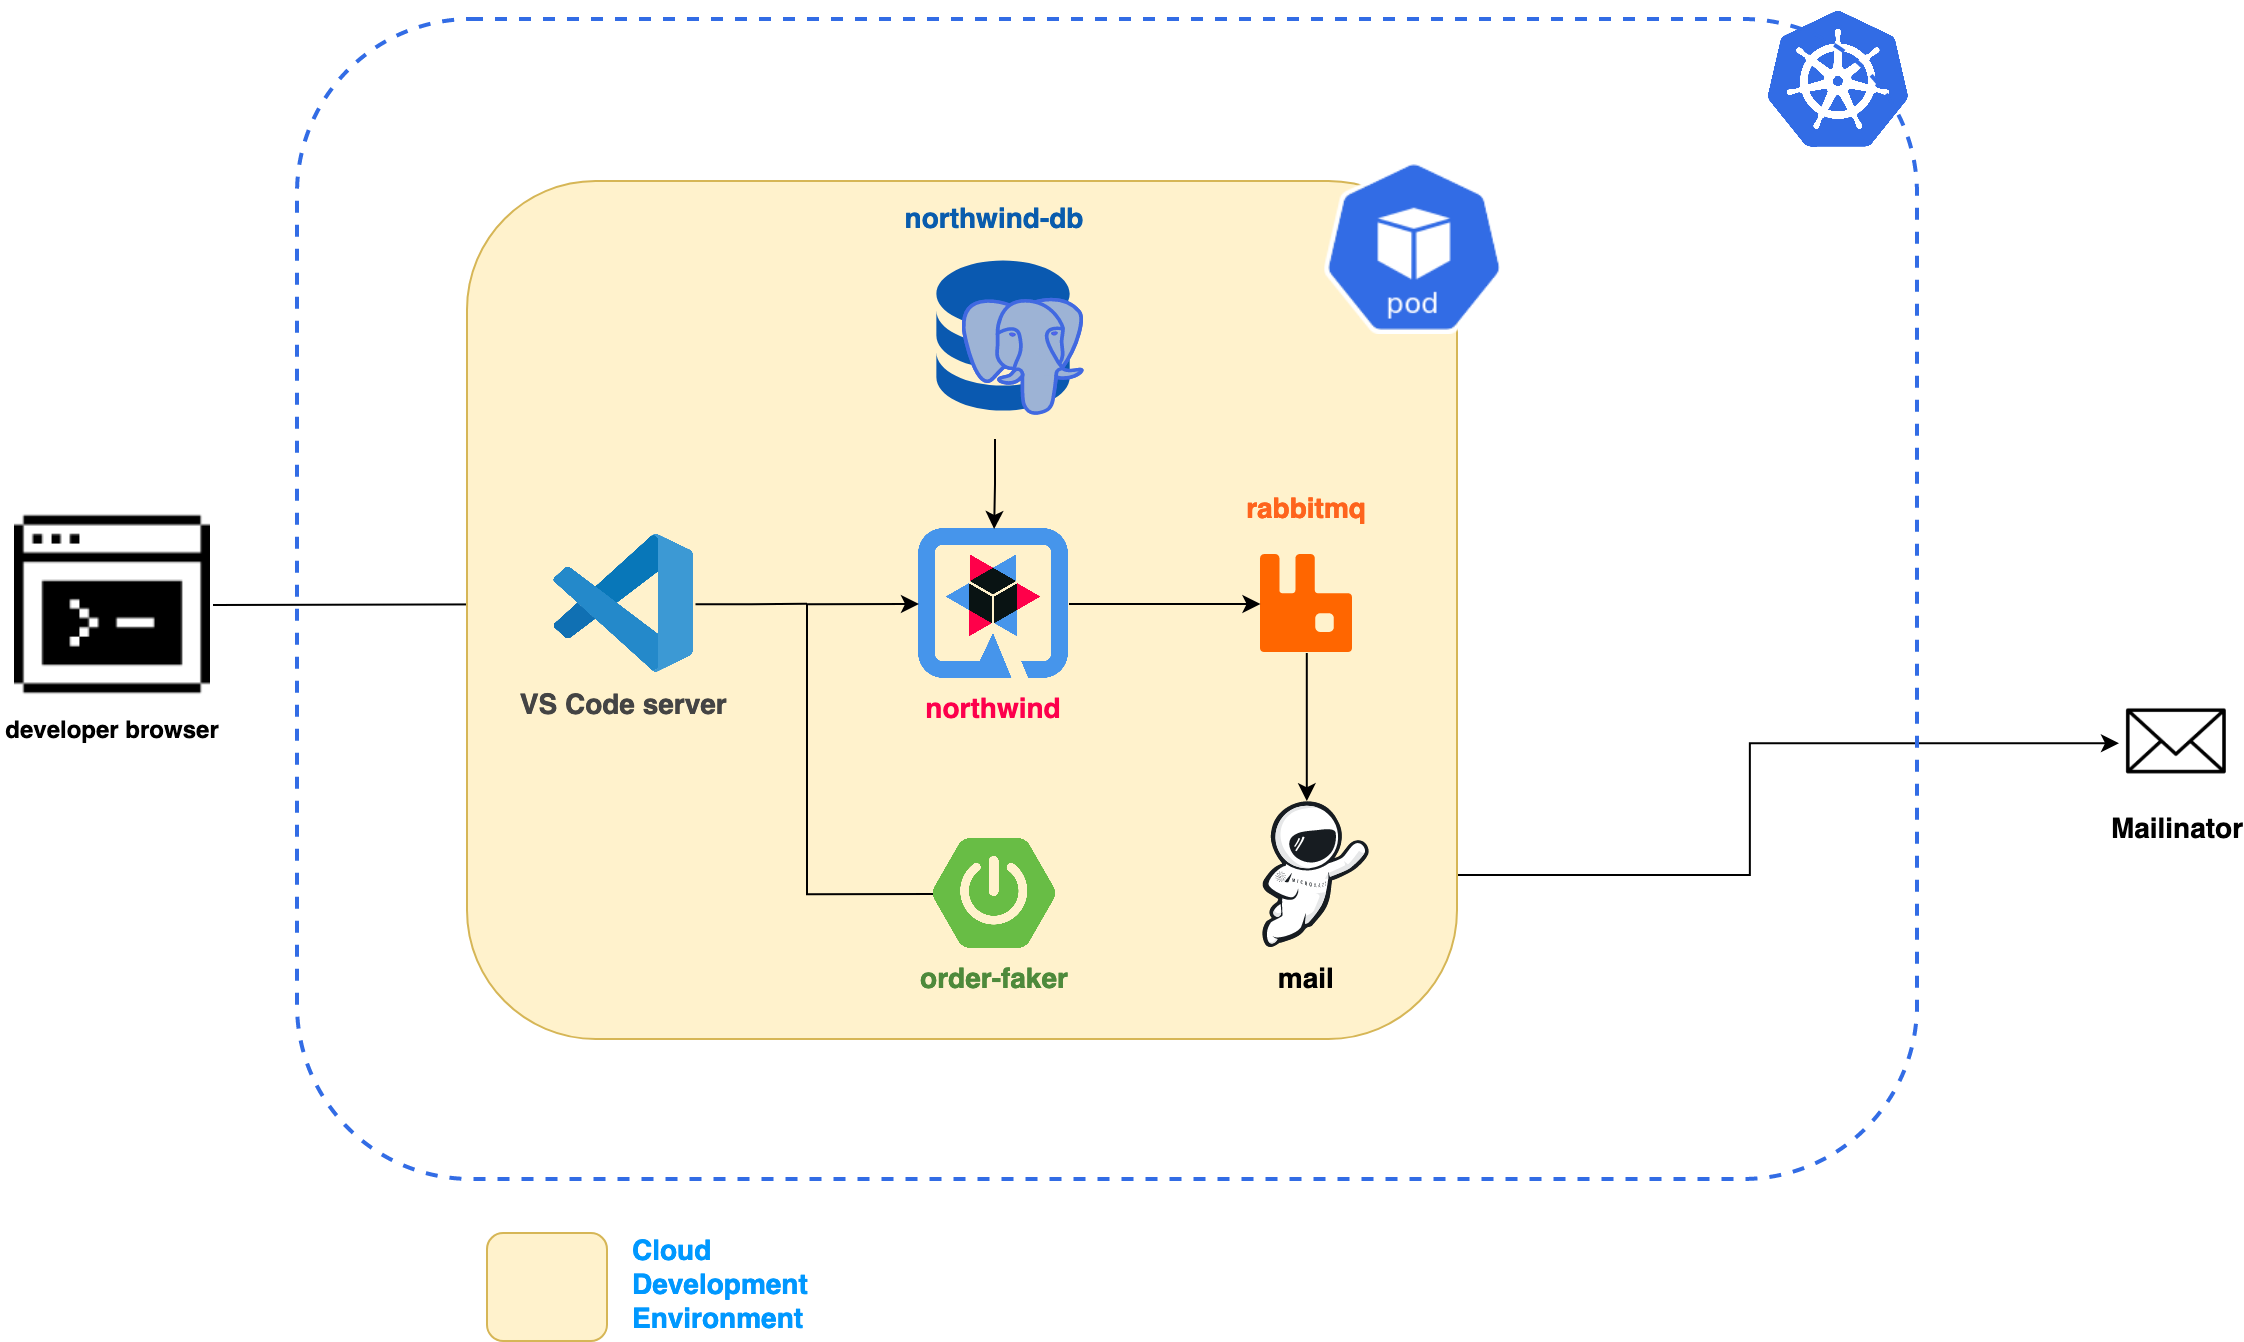 northwind-db
pod
rabbitmq
VS Code server
northwind
developer browser
Mailinator
order-faker
mail
Cloud
Development
Environment